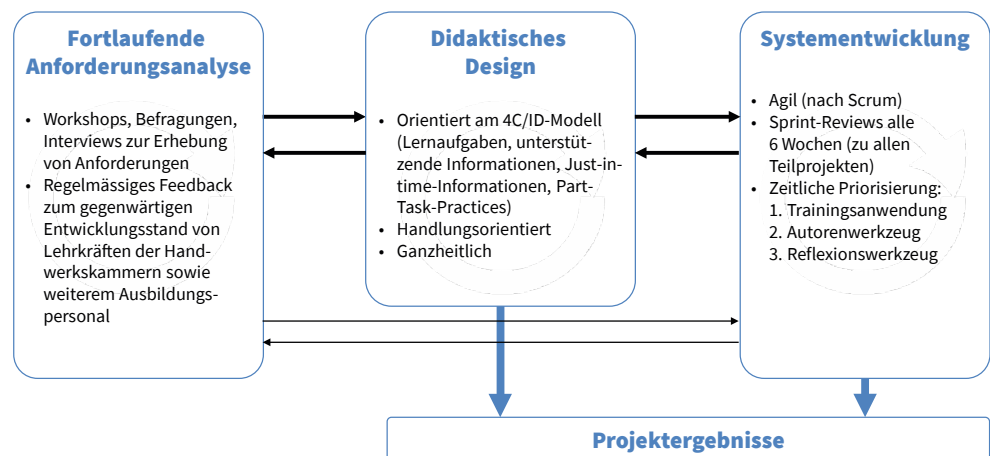 Fortlaufende
Anforderungsanalyse
• Workshops, Befragungen,
Interviews zur Erhebung
von Anforderungen
• Regelmässiges Feedback
zum gegenwärtigen
Entwicklungsstand von
Lehrkräften der Hand-
werkskammern sowie
weiterem Ausbildungs-
personal
Didaktisches
Design
• Orientiert am 4C/ID-Modell
(Lernaufgaben, unterstüt-
zende Informationen, Just-in-
time-Informationen, Part-
Task-Practices)
• Handlungsorientiert
• Ganzheitlich
Systementwicklung
• Agil (nach Scrum)
• Sprint-Reviews alle
6 Wochen (zu allen
Teilprojekten)
• Zeitliche Priorisierung:
1. Trainingsanwendung
2. Autorenwerkzeug
3. Reflexionswerkzeug
Projektergebnisse